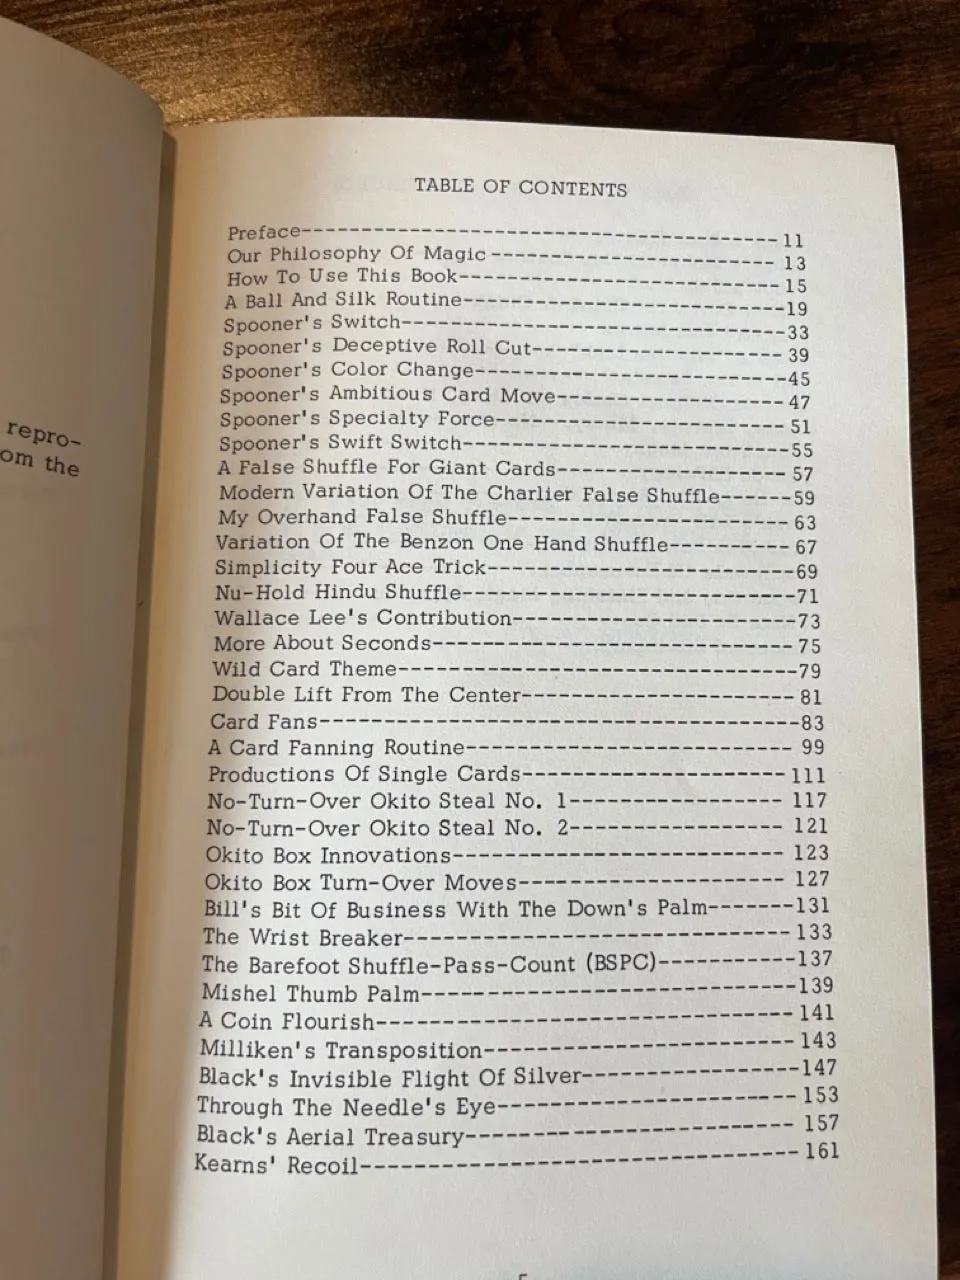 repro-
om the
TABLE OF CONTENTS
Preface---------------------------------------- 11
Our Philosophy Of Magic ------------------------ 13
How To Use This Book--------------------------- 15
A Ball And Silk Routine---------------------------19
Spooner's Switch--------------------------------33
Spooner's Deceptive Roll Cut--------------------- 39
Spooner's Color Change--------------------------45
Spooner's Ambitious Card Move------------------- 47
Spooner's Specialty Force------------------------ 51
Spooner's Swift Switch---------------------------55
A False Shuffle For Giant Cards------------------- 57
Modern Variation Of The Charlier False Shuffle------59
My Overhand False Shuffle----------------------- 63
Variation Of The Benzon One Hand Shuffle---------- 67
Simplicity Four Ace Trick--------------------------69
Nu-Hold Hindu Shuffle----------------------------71
Wallace Lee's Contribution------------------------73
More About Seconds------------------------------ 75
Wild Card Theme---------------------------------79
Double Lift From The Center----------------------- 81
Card Fans----------------------------------------83
A Card Fanning Routine--------------------------- 99
Productions Of Single Cards---------------------- 111
No-Turn-Over Okito Steal No. 1------------------ 117
No-Turn-Over Okito Steal No. 2------------------ 121
Okito Box Innovations---------------------------- 123
Okito Box Turn-Over Moves----------------------- 127
Bill's Bit Of Business With The Down's Palm-------131
The Wrist Breaker-------------------------------- 133
The Barefoot Shuffle-Pass-Count (BSPC)-----------137
Mishel Thumb Palm-------------------------------139
A Coin Flourish----------------------------------- 141
Milliken's Transposition-------------------------- 143
Black's Invisible Flight Of Silver------------------147
Through The Needle's Eye------------------------- 153
Black's Aerial Treasury--------------------------- 157
Kearns' Recoil------------------------------------- 161